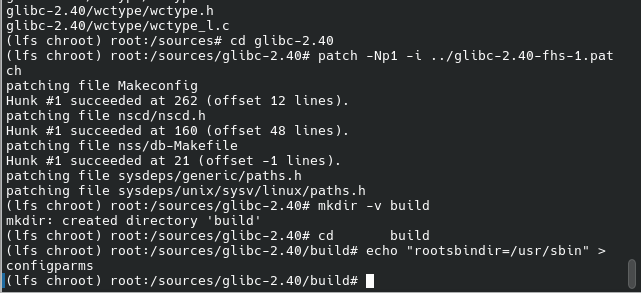 glibc-2.40/wctype/wctype.h
glibc-2.40/wctype/wctype_l.c
(lfs chroot) root:/sources# cd glibc-2.40
(lfs chroot) root:/sources/glibc-2.40# patch -Np1 -i ../glibc-2.40-fhs-1.pat
ch
patching file Makeconfig
Hunk #1 succeeded at 262 (offset 12 lines).
patching file nscd/nscd.h
Hunk #1 succeeded at 160 (offset 48 lines).
patching file nss/db-Makefile
Hunk #1 succeeded at 21 (offset -1 lines).
patching file sysdeps/generic/paths.h
patching file sysdeps/unix/sysv/linux/paths.h
(lfs chroot) root:/sources/glibc-2.40# mkdir -v build
mkdir: created directory 'build'
(lfs chroot) root:/sources/glibc-2.40# cd       build
(lfs chroot) root:/sources/glibc-2.40/build# echo "rootsbindir=/usr/sbin" >
configparms
(lfs chroot) root:/sources/glibc-2.40/build#